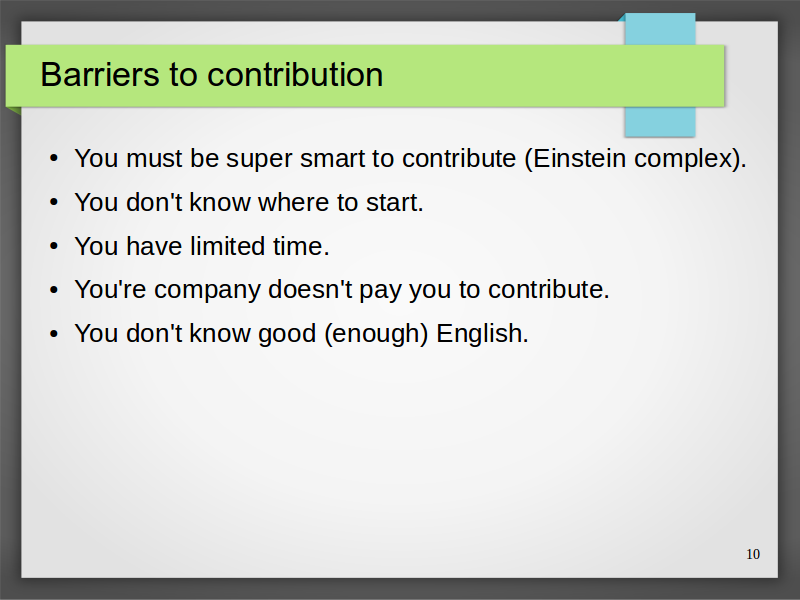 Barriers to contribution
• You must be super smart to contribute (Einstein complex).
• You don't know where to start.
• You have limited time.
• You're company doesn't pay you to contribute.
• You don't know good (enough) English.
10